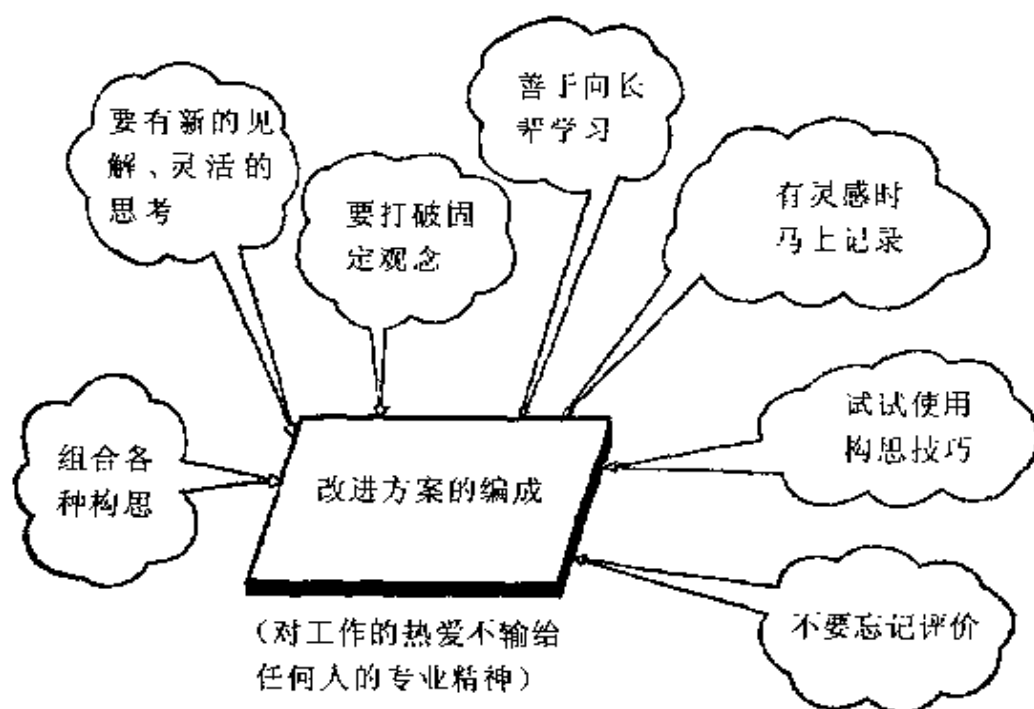 善于向长
辈学习
要有新的见
解、灵活的
思考
要打破固
定观念
有灵感时
马上记录
组合各
种构思
试试使用
构思技巧
改进方案的编成
不要忘记评价
（对工作的热爱不输给
任何人的专业精神）